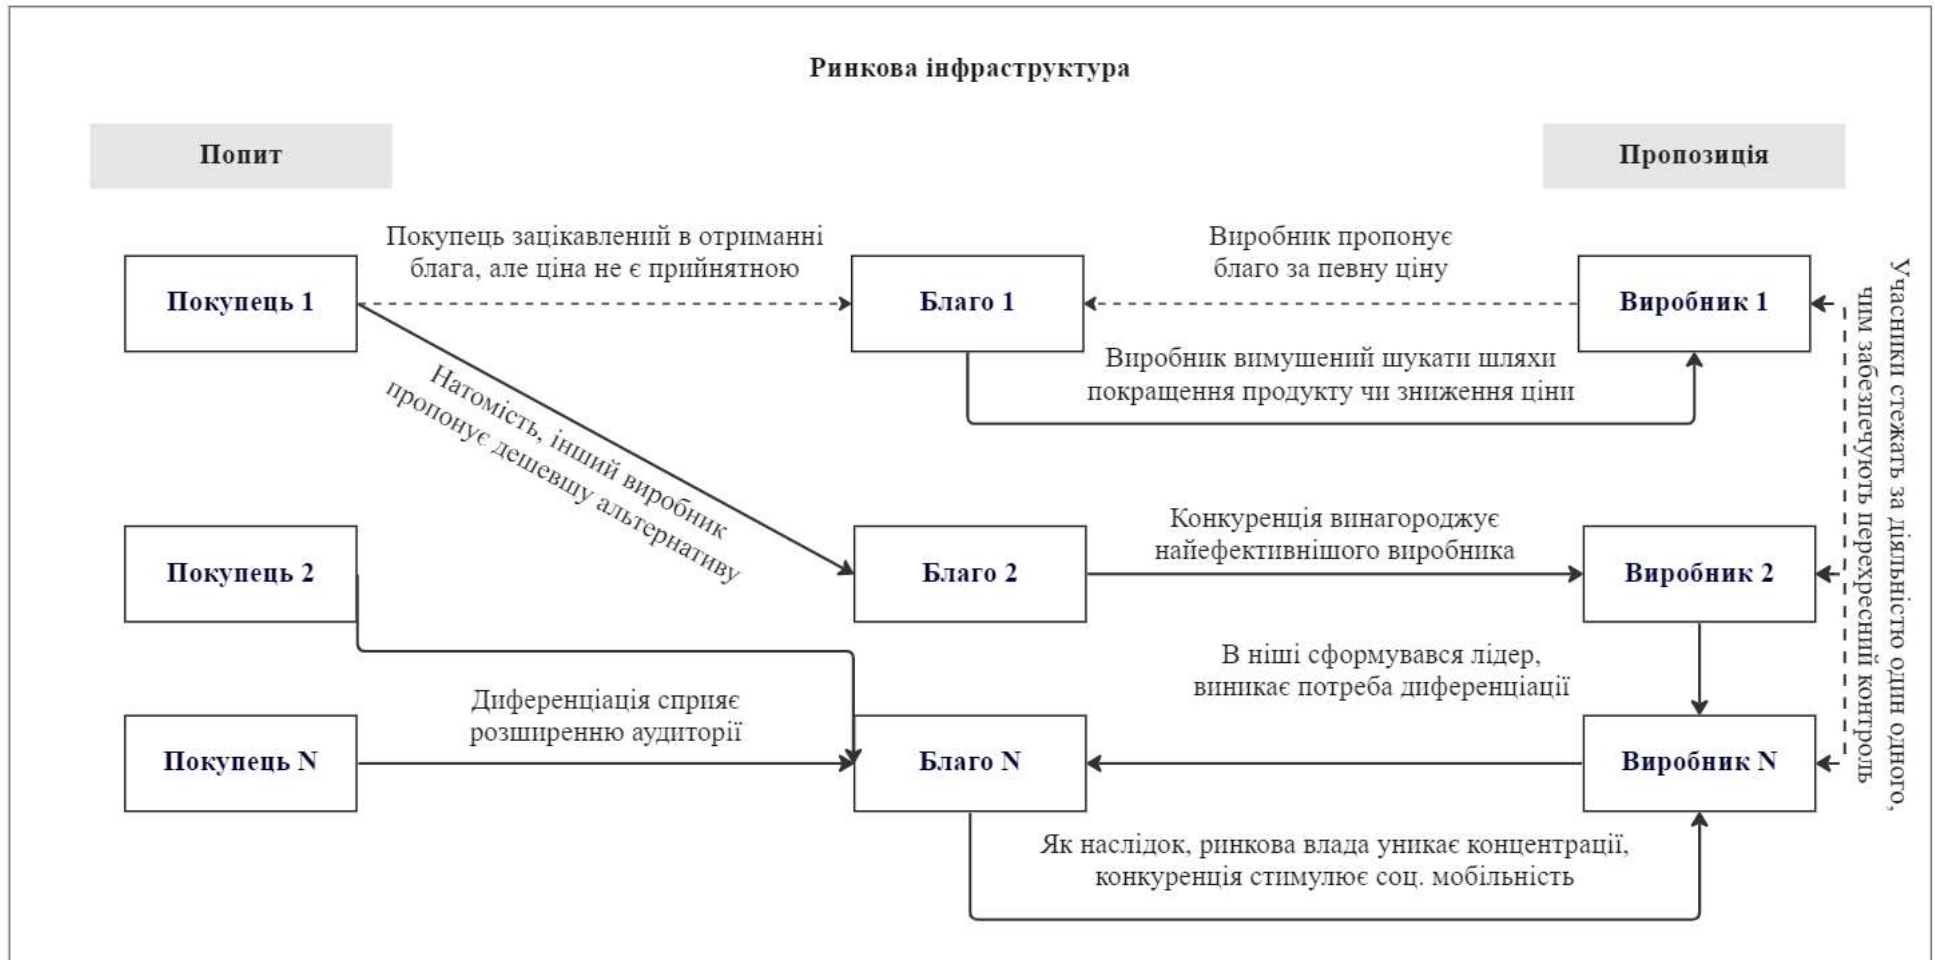 Ринкова інфраструктура
Попит
Пропозиція
Покупець зацікавлений в отриманні
блага, але ціна не є прийнятною
Виробник пропонує
благо за певну ціну
Покупець 1
Благо 1
Виробник 1
Виробник вимушений шукати шляхи
покращення продукту чи зниження ціни
Натомість, інший виробник
пропонує дешевшу альтернативу
Учасники стежать за діяльністю один одного,
чим забезпечують перехресний контроль
Конкуренція винагороджує
найефективнішого виробника
Покупець 2
Благо 2
Виробник 2
В ніші сформувався лідер,
виникає потреба диференціації
Диференціація сприяє
розширенню аудиторії
Покупець N
Благо N
Виробник N
Як наслідок, ринкова влада уникає концентрації,
конкуренція стимулює соц. мобільність